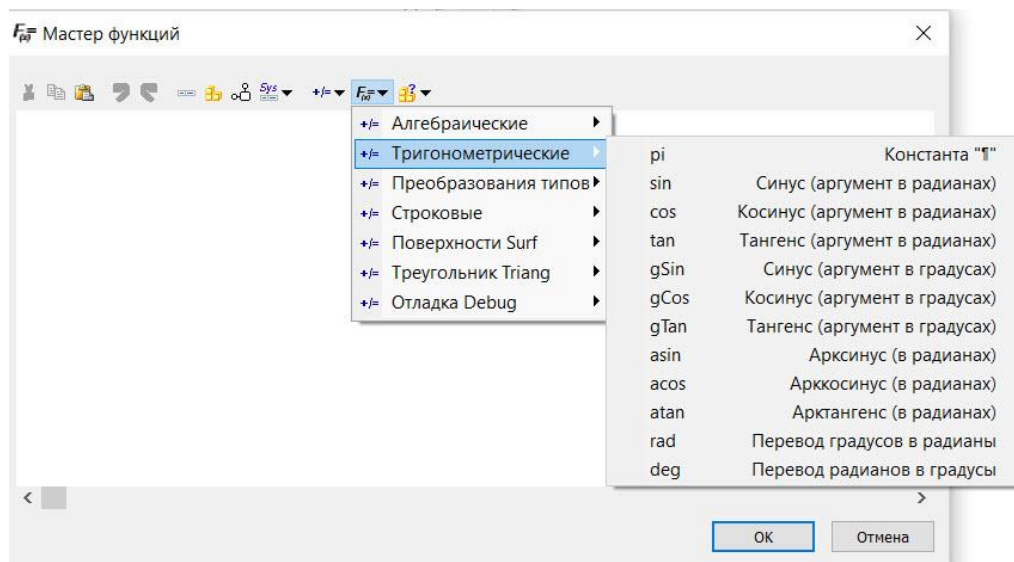 Мастер функций
Sys
+/=
F(x)=
+/= Алгебраические
+/= Тригонометрические
+/= Преобразования типов
+/= Строковые
+/= Поверхности Surf
+/= Треугольник Triang
+/= Отладка Debug
pi Константа "¶"
sin Синус (аргумент в радианах)
cos Косинус (аргумент в радианах)
tan Тангенс (аргумент в радианах)
gSin Синус (аргумент в градусах)
gCos Косинус (аргумент в градусах)
gTan Тангенс (аргумент в градусах)
asin Арксинус (в радианах)
acos Арккосинус (в радианах)
atan Арктангенс (в радианах)
rad Перевод градусов в радианы
deg Перевод радианов в градусы
OK Отмена